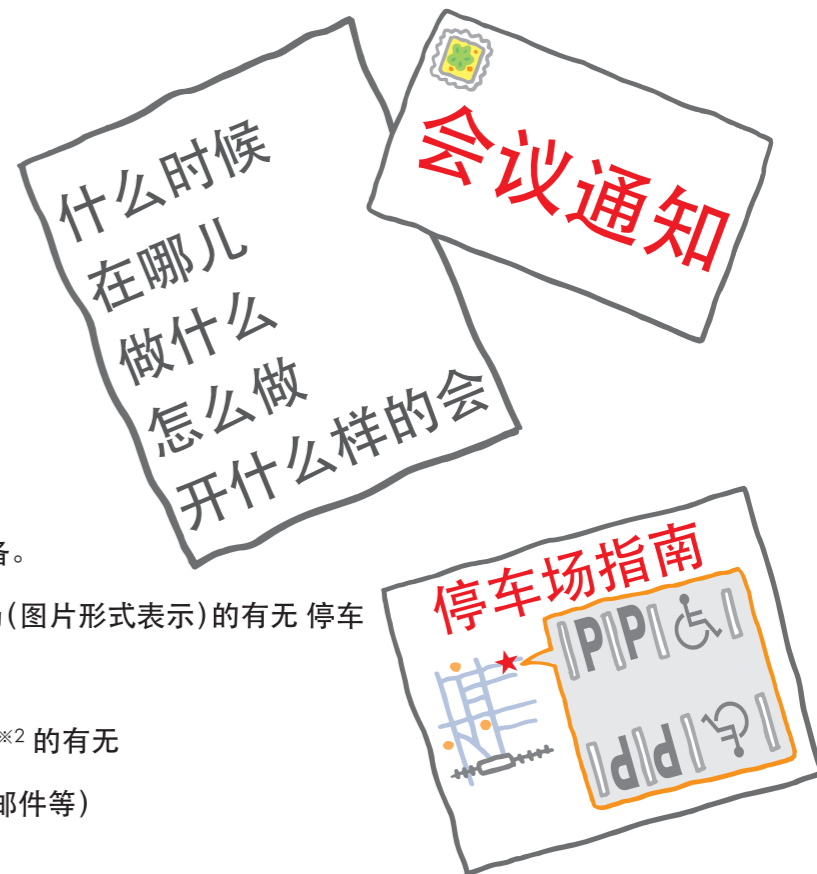 会议通知
什么时候
在哪儿
做什么
怎么做
开什么样的会
备。
(图片形式表示)的有无 停车
※2 的有无
邮件等)
停车场指南
P P
P P